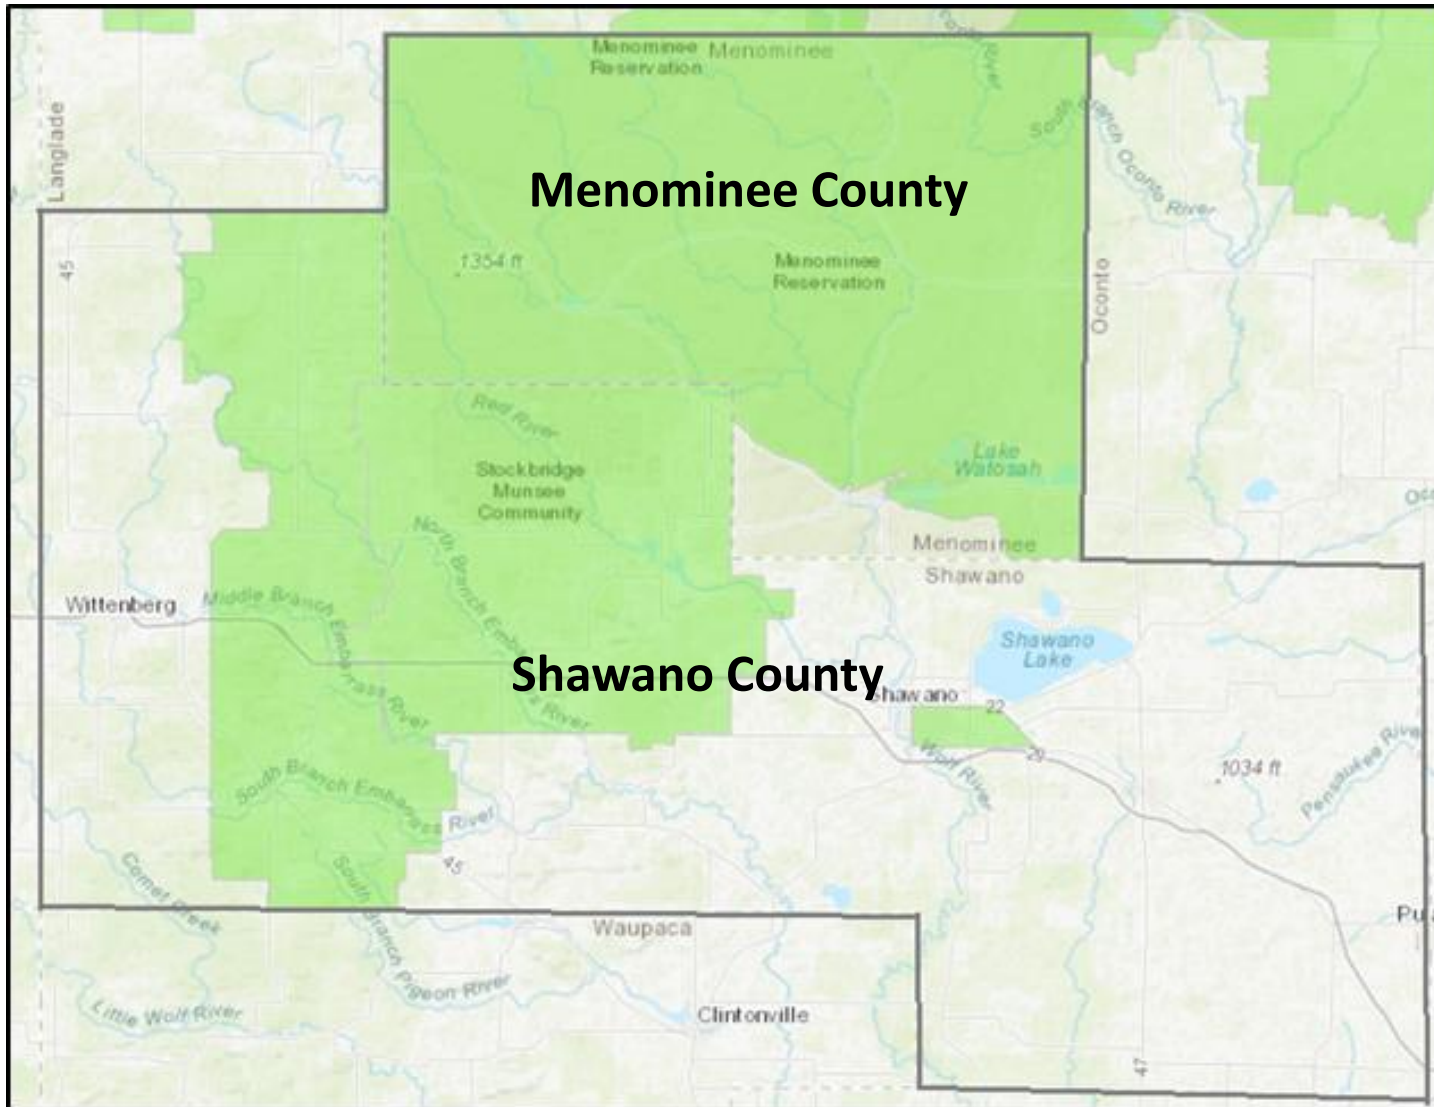 Menominee
Reservation
Menominee
Oconto River
South Branch Oconto River
Langlade
Menominee County
45
1354 ft
Menominee
Reservation
Oconto
Red River
Stockbridge
Munsee
Community
Lake
Watosah
North Branch Embarrass River
Menominee
Shawano
Wittenberg
Middle Branch Embarrass River
Shawano
Lake
Shawano County
Shawano
22
29
Wolf River
1034 ft
Pensaukee River
South Branch Embarrass River
45
Comet Creek
South Branch Pigeon River
Waupaca
Little Wolf River
Clintonville
47